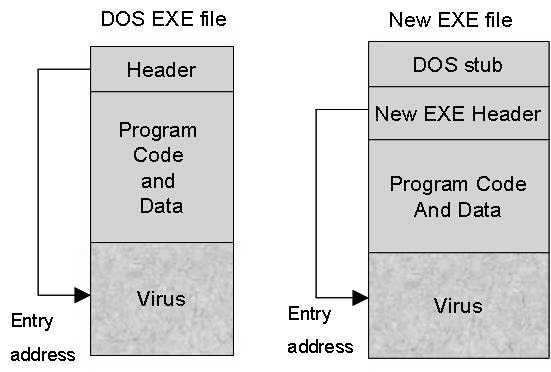 DOS EXE file
Header
Program
Code
and
Data
Virus
Entry
address
New EXE file
DOS stub
New EXE Header
Program Code
And Data
Virus
Entry
address